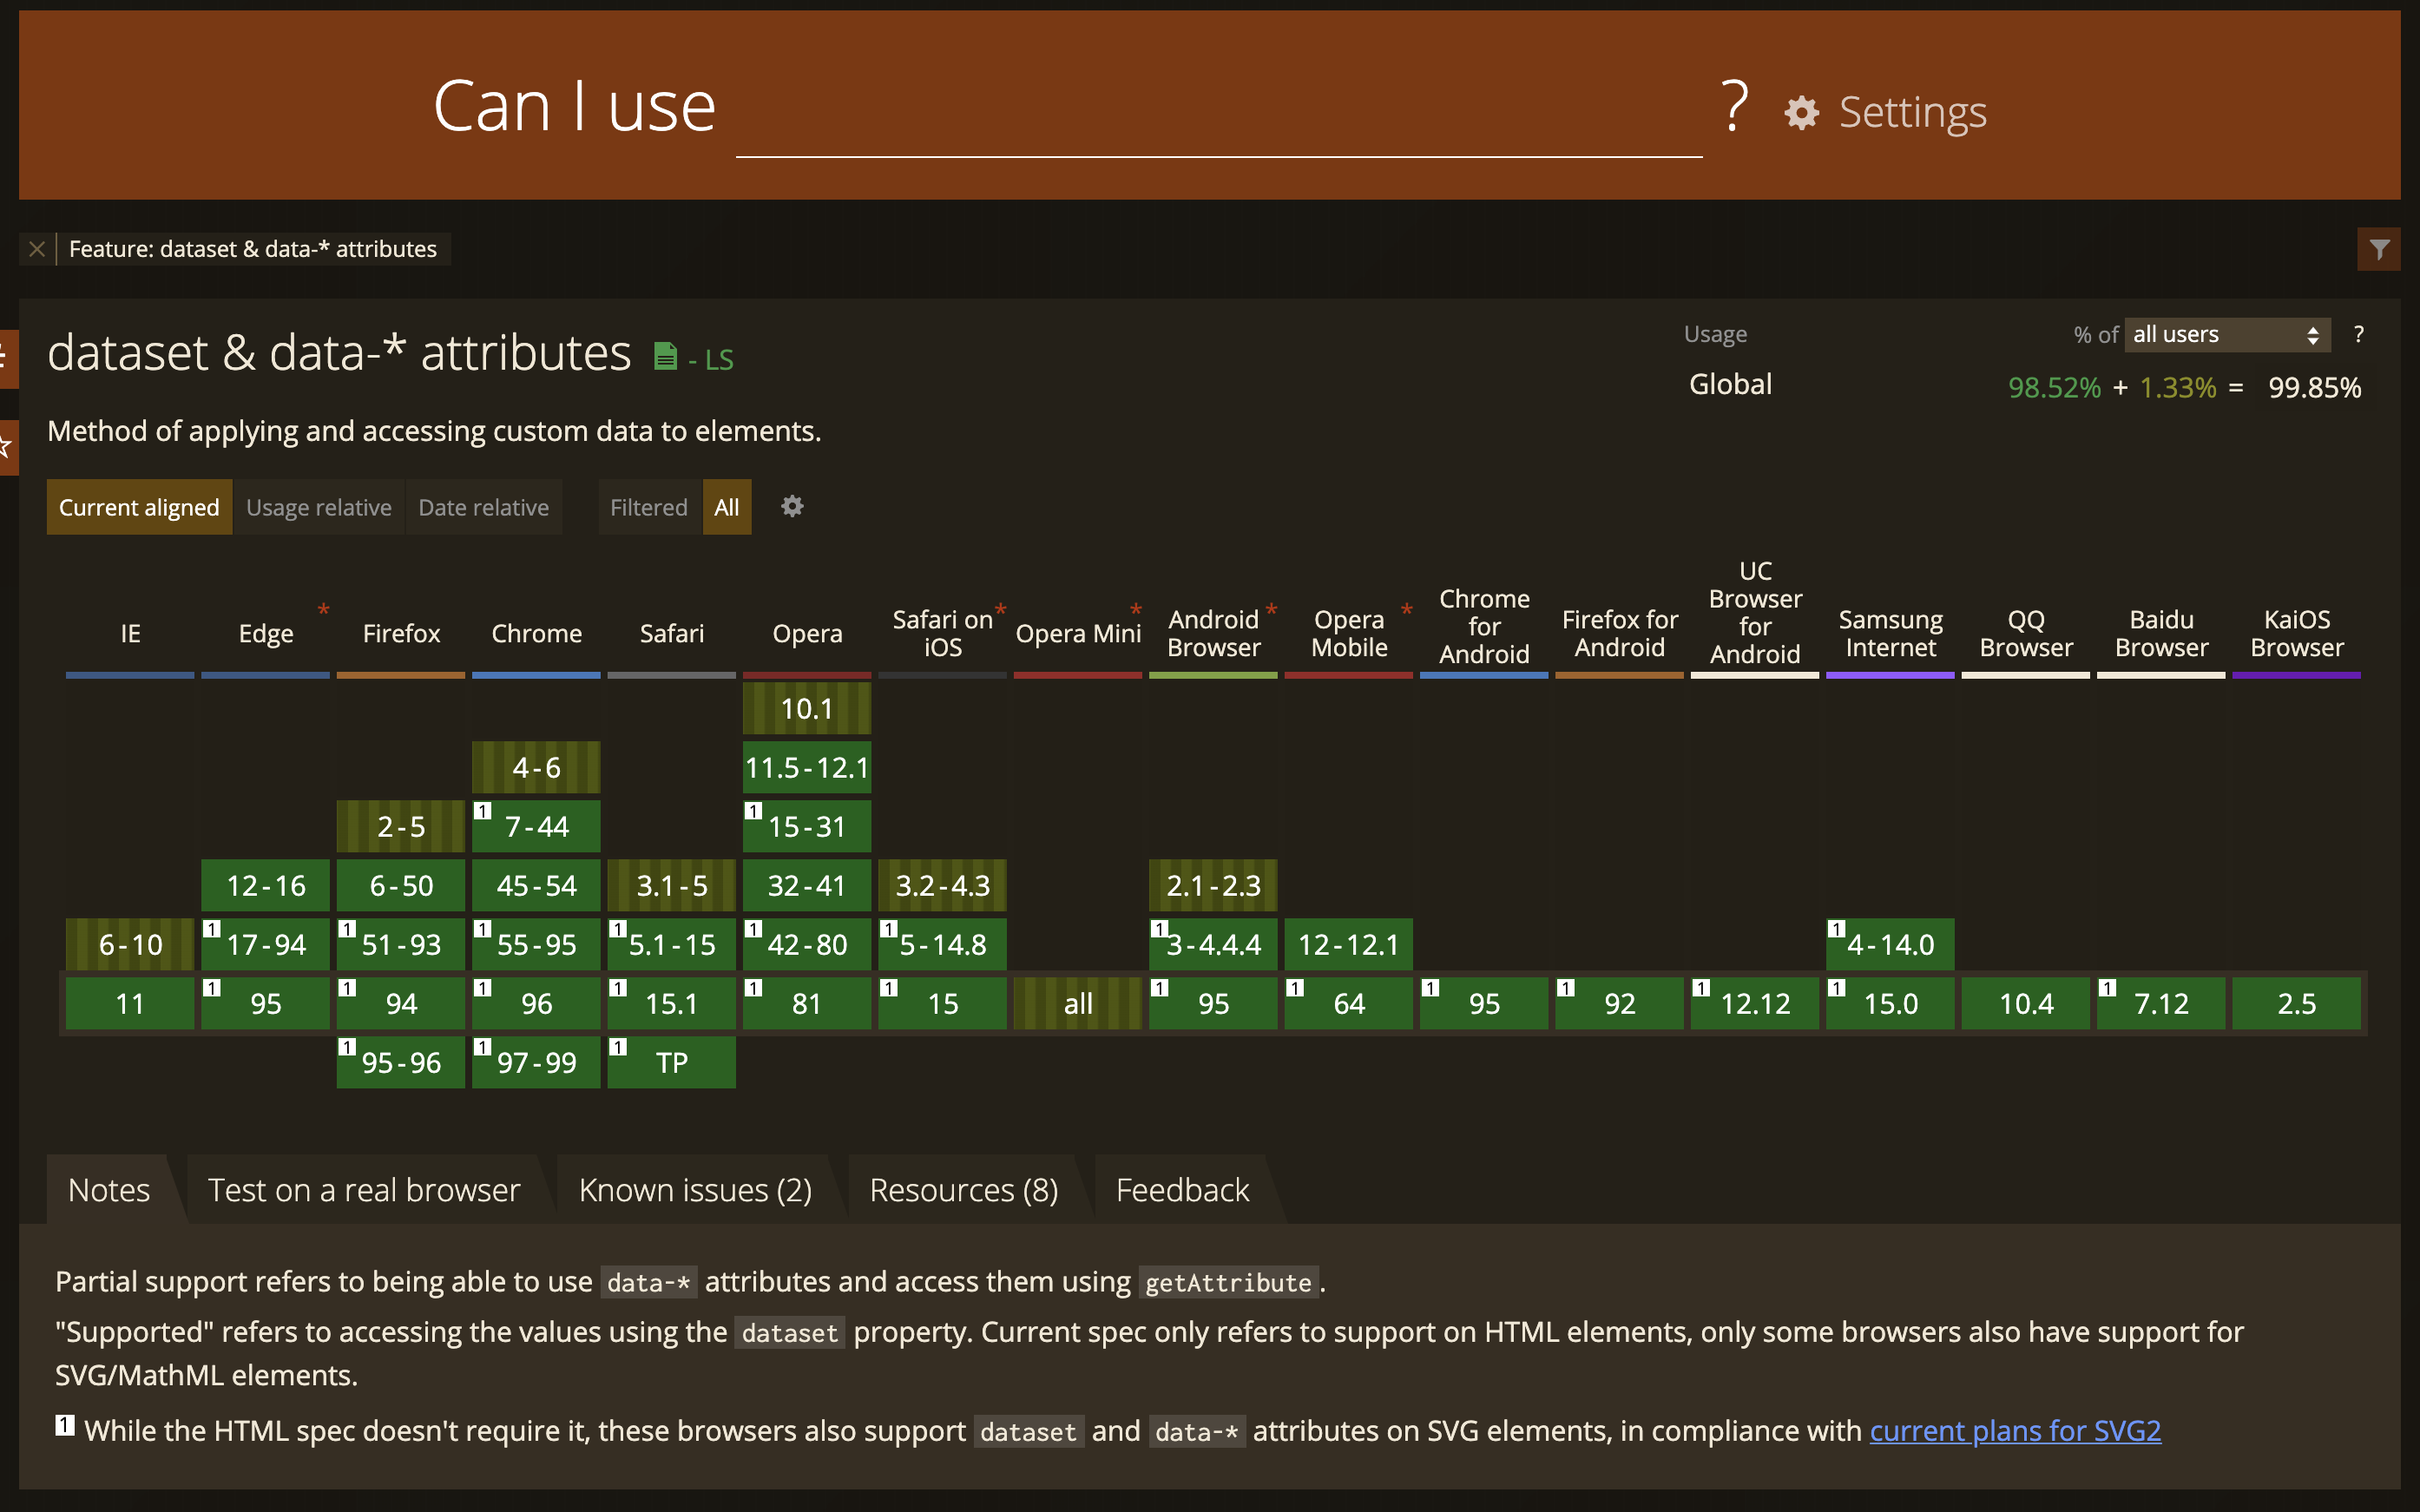 Can I use ? Settings
Feature: dataset & data-* attributes
dataset & data-* attributes - LS
Usage % of all users ?
Global 98.52% + 1.33% = 99.85%
Method of applying and accessing custom data to elements.
Current aligned Usage relative Date relative Filtered All
IE Edge * Firefox Chrome Safari Opera Safari on iOS * Opera Mini * Android Browser * Opera Mobile * Chrome for Android Firefox for Android UC Browser for Android Samsung Internet QQ Browser Baidu Browser KaiOS Browser
10.1
4-6 11.5-12.1
2-5 1 7-44 1 15-31
12-16 6-50 45-54 3.1-5 32-41 3.2-4.3 2.1-2.3
6-10 1 17-94 1 51-93 1 55-95 1 5.1-15 1 42-80 1 5-14.8 1 3-4.4.4 12-12.1 1 4-14.0
11 1 95 1 94 1 96 1 15.1 1 81 1 15 all 1 95 1 64 1 95 1 92 1 12.12 1 15.0 10.4 1 7.12 2.5
1 95-96 1 97-99 1 TP
Notes Test on a real browser Known issues (2) Resources (8) Feedback
Partial support refers to being able to use data-* attributes and access them using getAttribute.
"Supported" refers to accessing the values using the dataset property. Current spec only refers to support on HTML elements, only some browsers also have support for
SVG/MathML elements.
1 While the HTML spec doesn't require it, these browsers also support dataset and data-* attributes on SVG elements, in compliance with current plans for SVG2